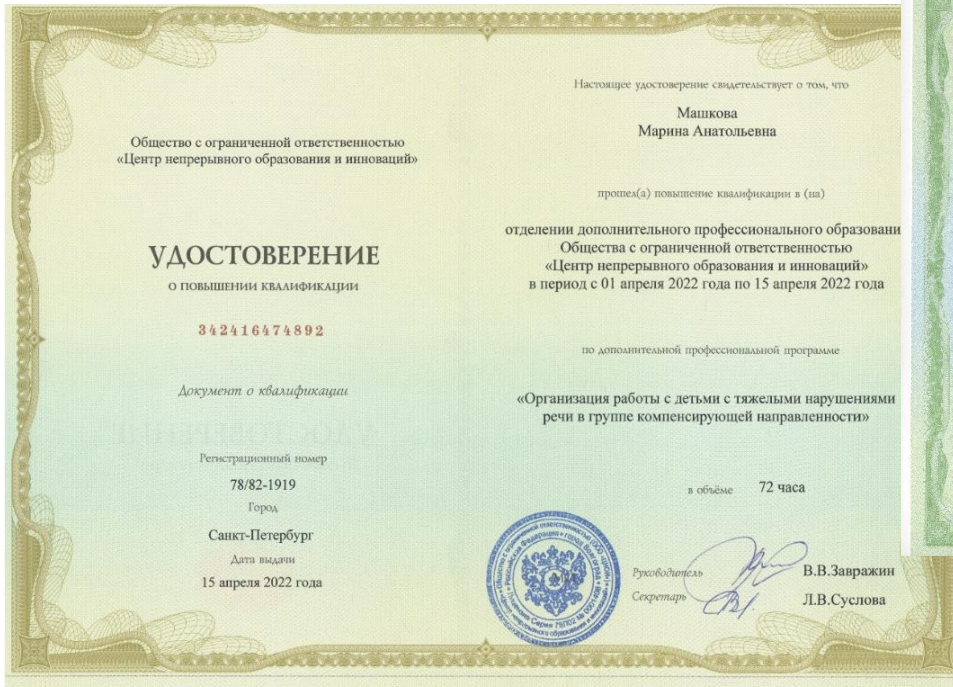 Общество с ограниченной ответственностью
«Центр непрерывного образования и инноваций»
УДОСТОВЕРЕНИЕ
О ПОВЫШЕНИИ КВАЛИФИКАЦИИ
342416474892
Документ о квалификации
Регистрационный номер
78/82-1919
Город
Санкт-Петербург
Дата выдачи
15 апреля 2022 года
Настоящее удостоверение свидетельствует о том, что
Машкова
Марина Анатольевна
прошел(а) повышение квалификации в (на)
отделении дополнительного профессионального образовани
Общества с ограниченной ответственностью
«Центр непрерывного образования и инноваций»
в период с 01 апреля 2022 года по 15 апреля 2022 года
по дополнительной профессиональной программе
«Организация работы с детьми с тяжелыми нарушениями
речи в группе компенсирующей направленности»
в объёме 72 часа
Руководитель В.В.Завражин
Секретарь Л.В.Суслова